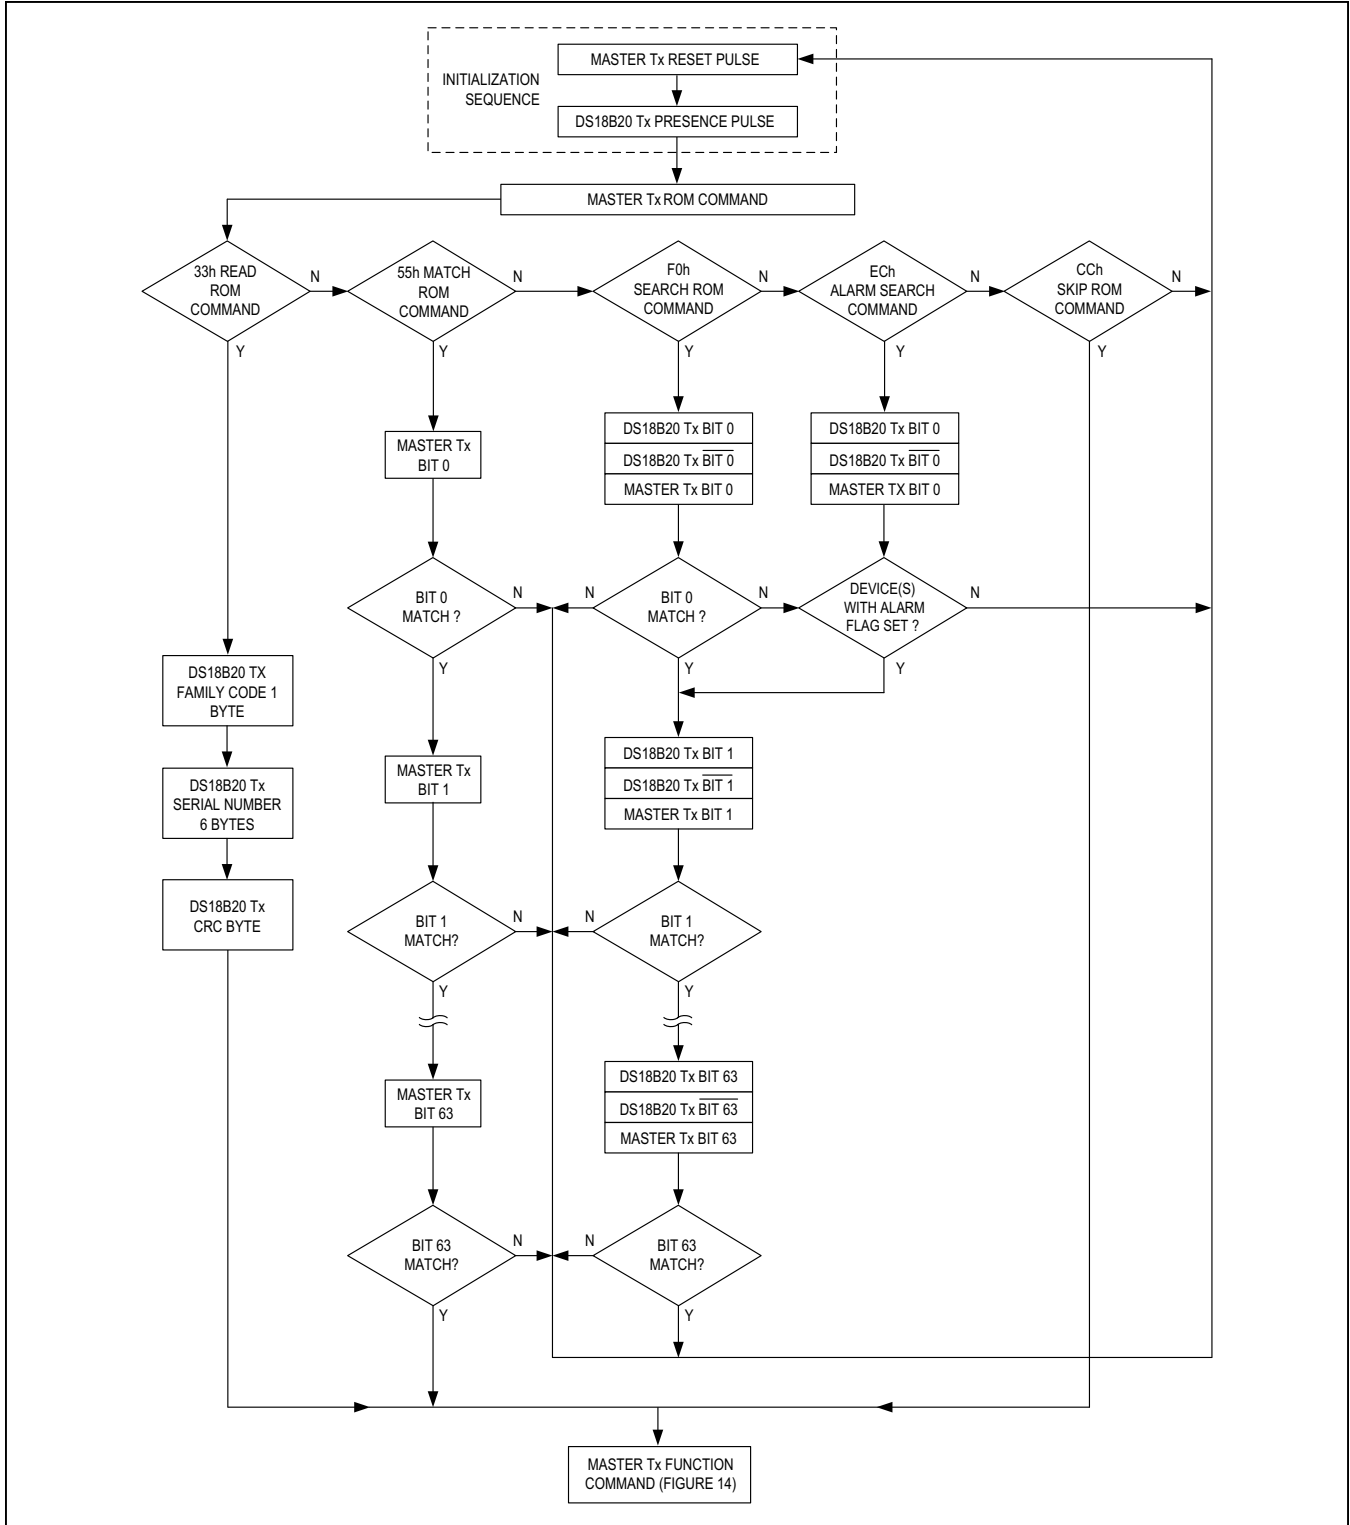 MASTER Tx RESET PULSE
INITIALIZATION
SEQUENCE
DS18B20 Tx PRESENCE PULSE
MASTER Tx ROM COMMAND
33h READ
ROM
COMMAND
N
Y
55h MATCH
ROM
COMMAND
N
Y
F0h
SEARCH ROM
COMMAND
N
Y
ECh
ALARM SEARCH
COMMAND
N
Y
CCh
SKIP ROM
COMMAND
N
Y
MASTER Tx
BIT 0
DS18B20 Tx BIT 0
DS18B20 Tx B̅I̅T̅ ̅0̅
MASTER Tx BIT 0
DS18B20 Tx BIT 0
DS18B20 Tx B̅I̅T̅ ̅0̅
MASTER TX BIT 0
BIT 0
MATCH ?
N
Y
N
BIT 0
MATCH ?
N
Y
DEVICE(S)
WITH ALARM
FLAG SET ?
N
Y
DS18B20 TX
FAMILY CODE 1
BYTE
DS18B20 Tx
SERIAL NUMBER
6 BYTES
DS18B20 Tx
CRC BYTE
MASTER Tx
BIT 1
DS18B20 Tx BIT 1
DS18B20 Tx B̅I̅T̅ ̅1̅
MASTER Tx BIT 1
BIT 1
MATCH?
N
Y
N
BIT 1
MATCH?
Y
MASTER Tx
BIT 63
DS18B20 Tx BIT 63
DS18B20 Tx B̅I̅T̅ ̅6̅3̅
MASTER Tx BIT 63
BIT 63
MATCH?
N
Y
N
BIT 63
MATCH?
Y
MASTER Tx FUNCTION
COMMAND (FIGURE 14)